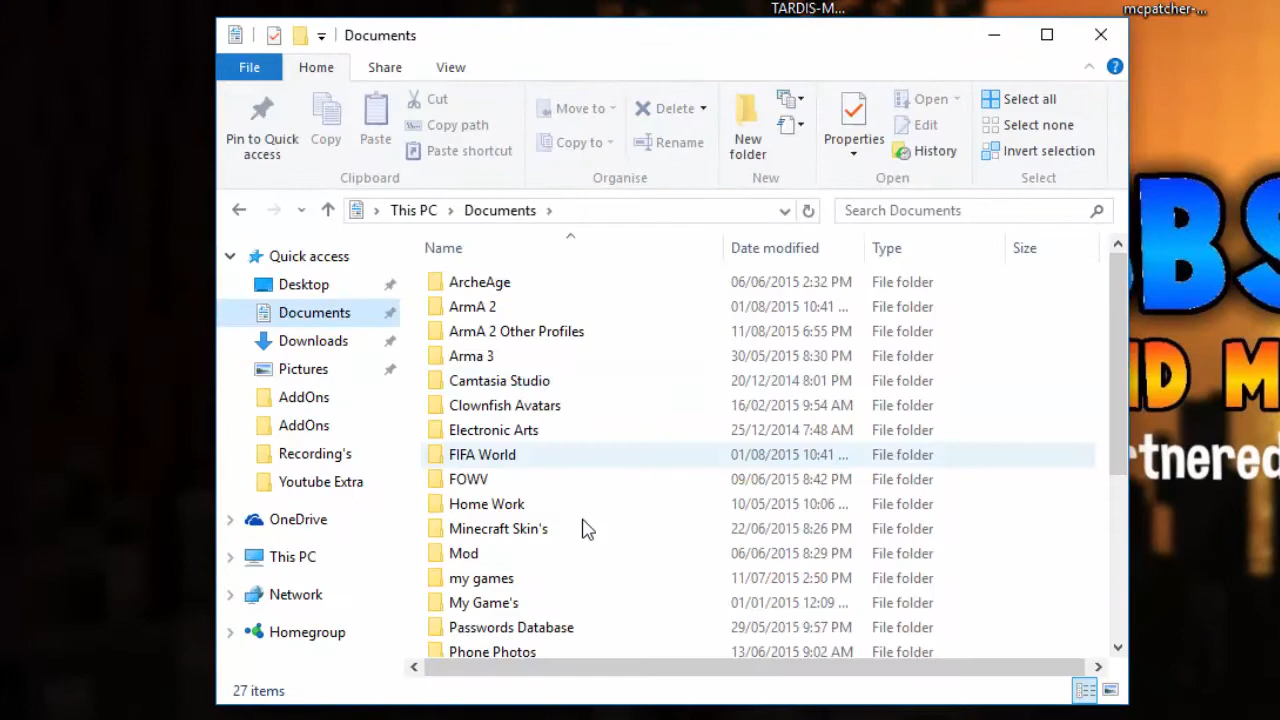 TARDIS-M...
mcpatcher-...
Documents
File
Home
Share
View
Pin to Quick access
Copy
Paste
Cut
Copy path
Paste shortcut
Clipboard
Move to
Copy to
Delete
Rename
Organise
New folder
New
Properties
Open
Edit
History
Open
Select all
Select none
Invert selection
Select
This PC
Documents
Search Documents
Quick access
Desktop
Documents
Downloads
Pictures
AddOns
AddOns
Recording's
Youtube Extra
OneDrive
This PC
Network
Homegroup
Name Date modified Type Size
ArcheAge 06/06/2015 2:32 PM File folder
ArmA 2 01/08/2015 10:41 ... File folder
ArmA 2 Other Profiles 11/08/2015 6:55 PM File folder
Arma 3 30/05/2015 8:30 PM File folder
Camtasia Studio 20/12/2014 8:01 PM File folder
Clownfish Avatars 16/02/2015 9:54 AM File folder
Electronic Arts 25/12/2014 7:48 AM File folder
FIFA World 01/08/2015 10:41 ... File folder
FOWV 09/06/2015 8:42 PM File folder
Home Work 10/05/2015 10:06 ... File folder
Minecraft Skin's 22/06/2015 8:26 PM File folder
Mod 06/06/2015 8:29 PM File folder
my games 11/07/2015 2:50 PM File folder
My Game's 01/01/2015 12:09 ... File folder
Passwords Database 29/05/2015 9:57 PM File folder
Phone Photos 13/06/2015 9:02 AM File folder
27 items